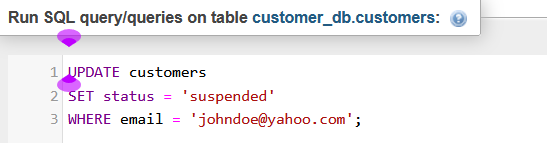 Run SQL query/queries on table customer_db.customers:
1 UPDATE customers
2 SET status = 'suspended'
3 WHERE email = 'johndoe@yahoo.com';